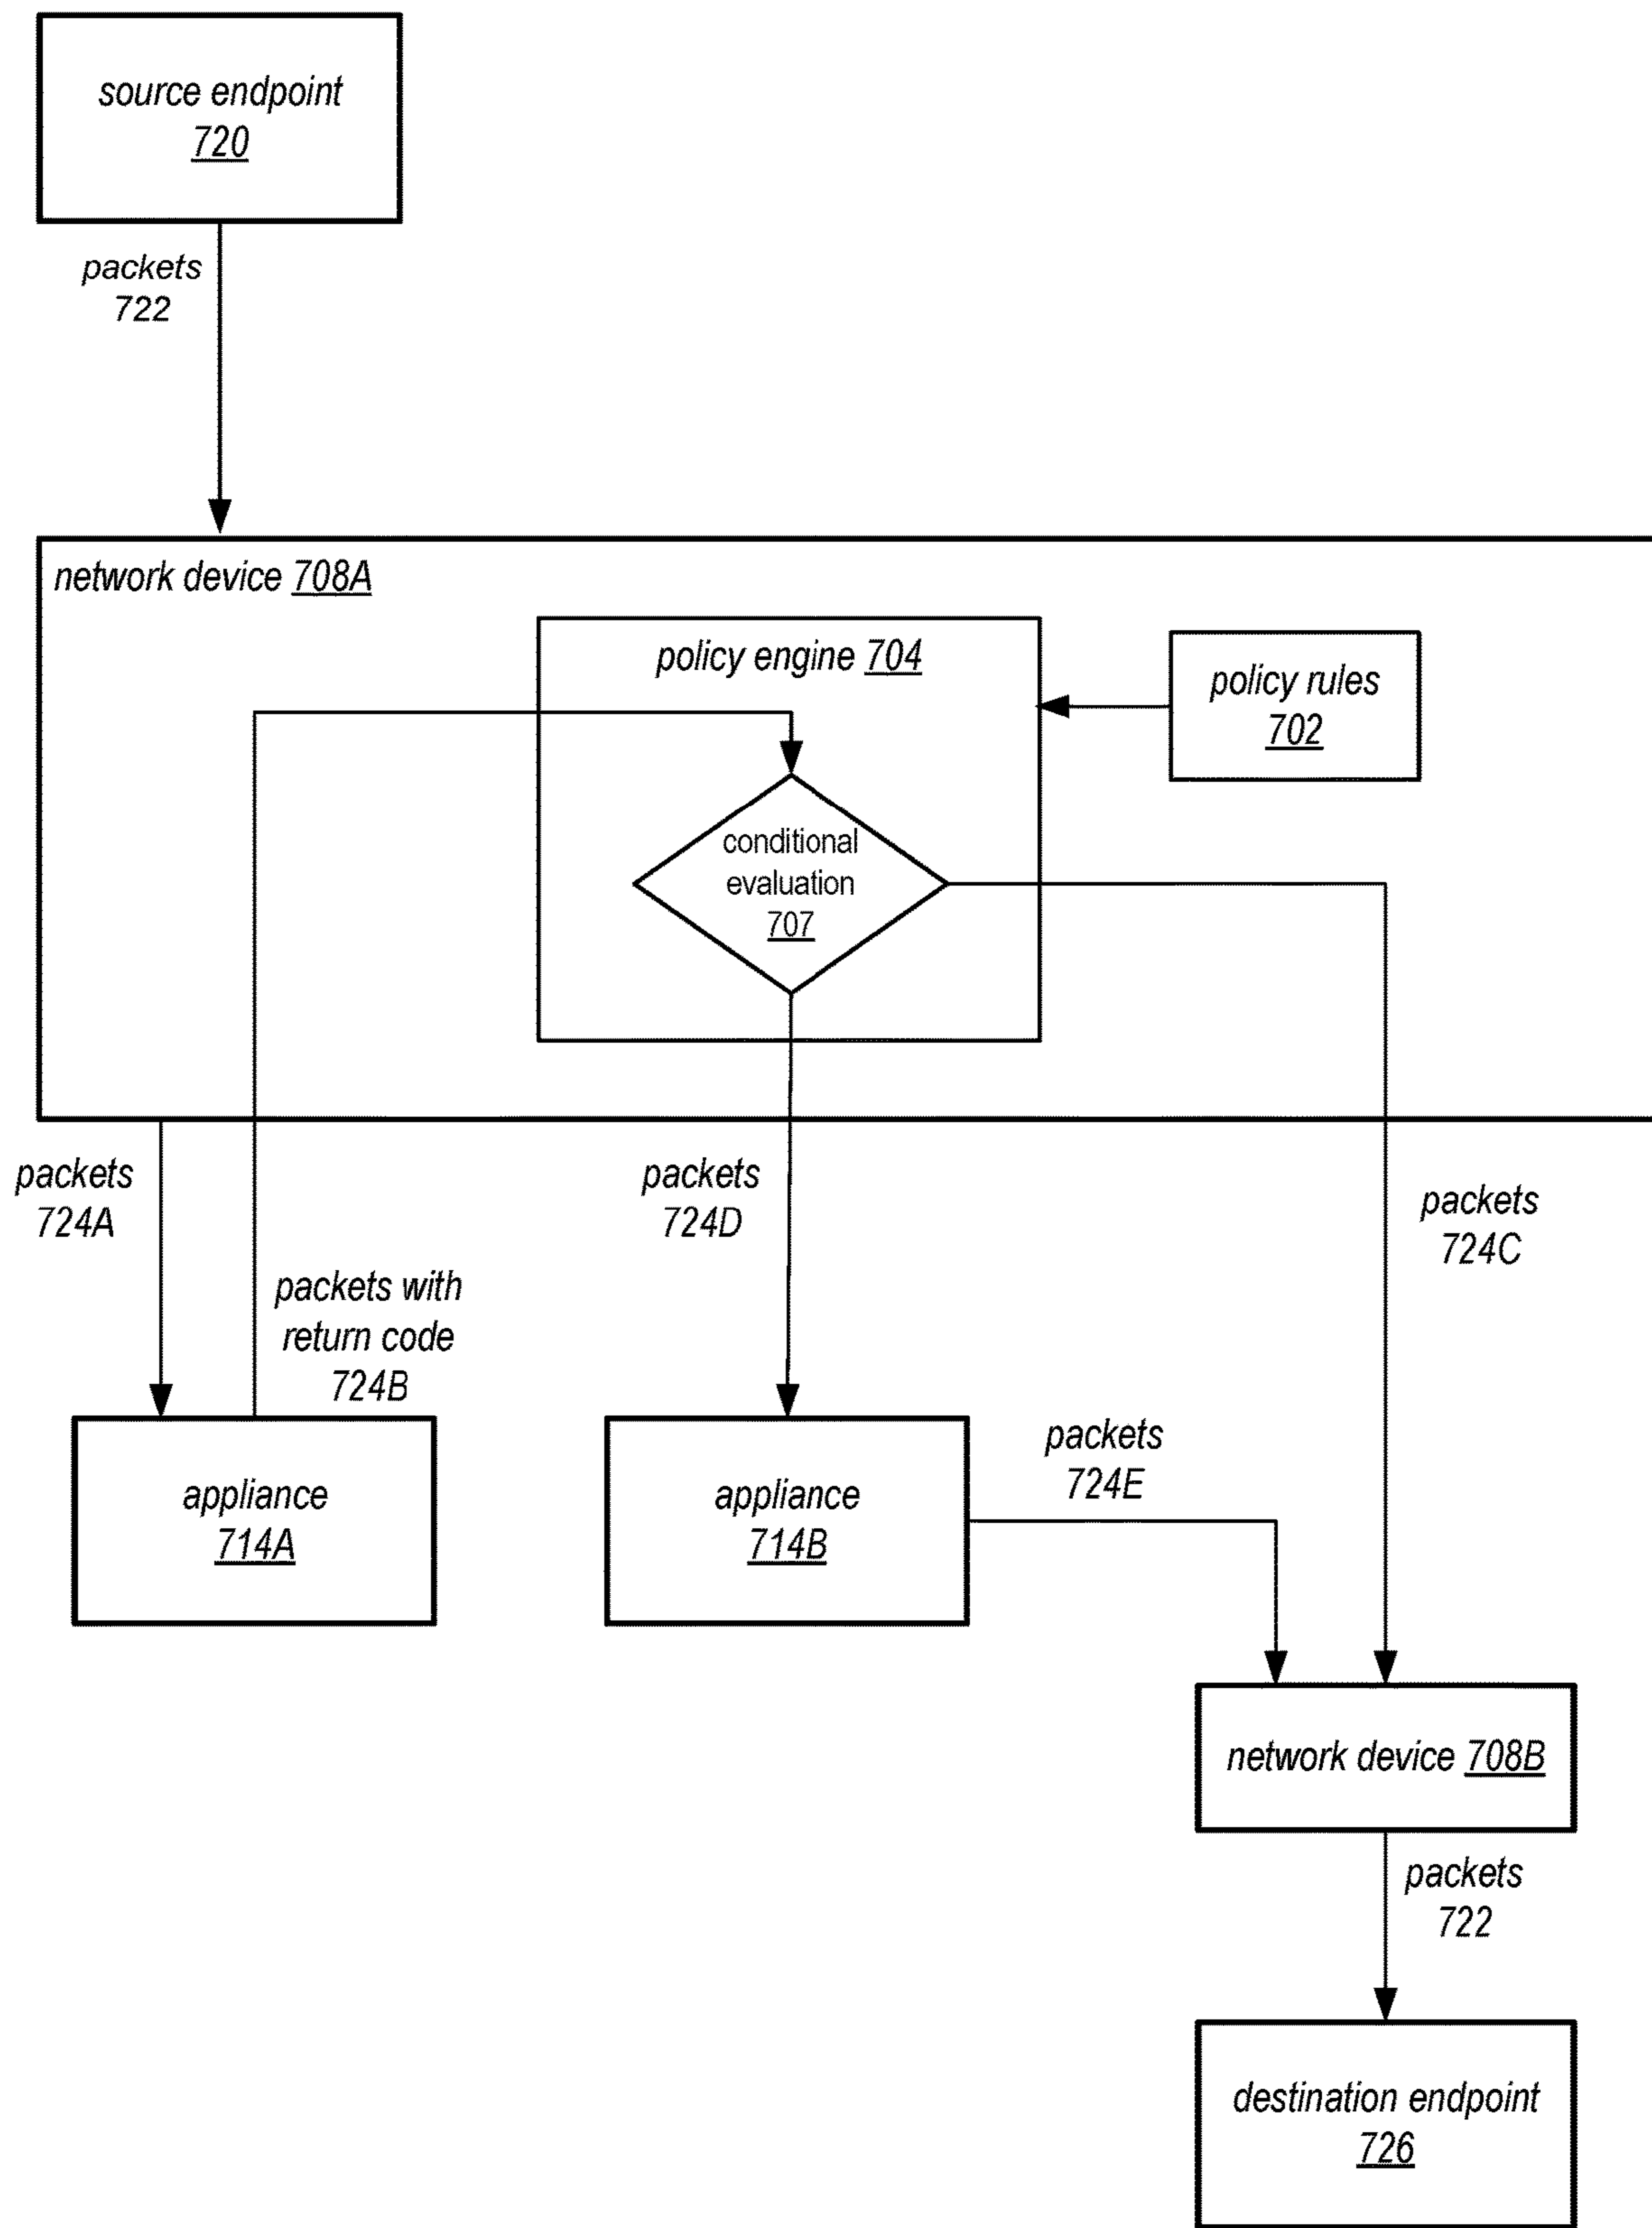 source endpoint
720
packets
722
network device 708A
policy engine 704
policy rules
702
conditional
evaluation
707
packets
724A
packets with
return code
724B
packets
724D
packets
724C
appliance
714A
appliance
714B
packets
724E
network device 708B
packets
722
destination endpoint
726